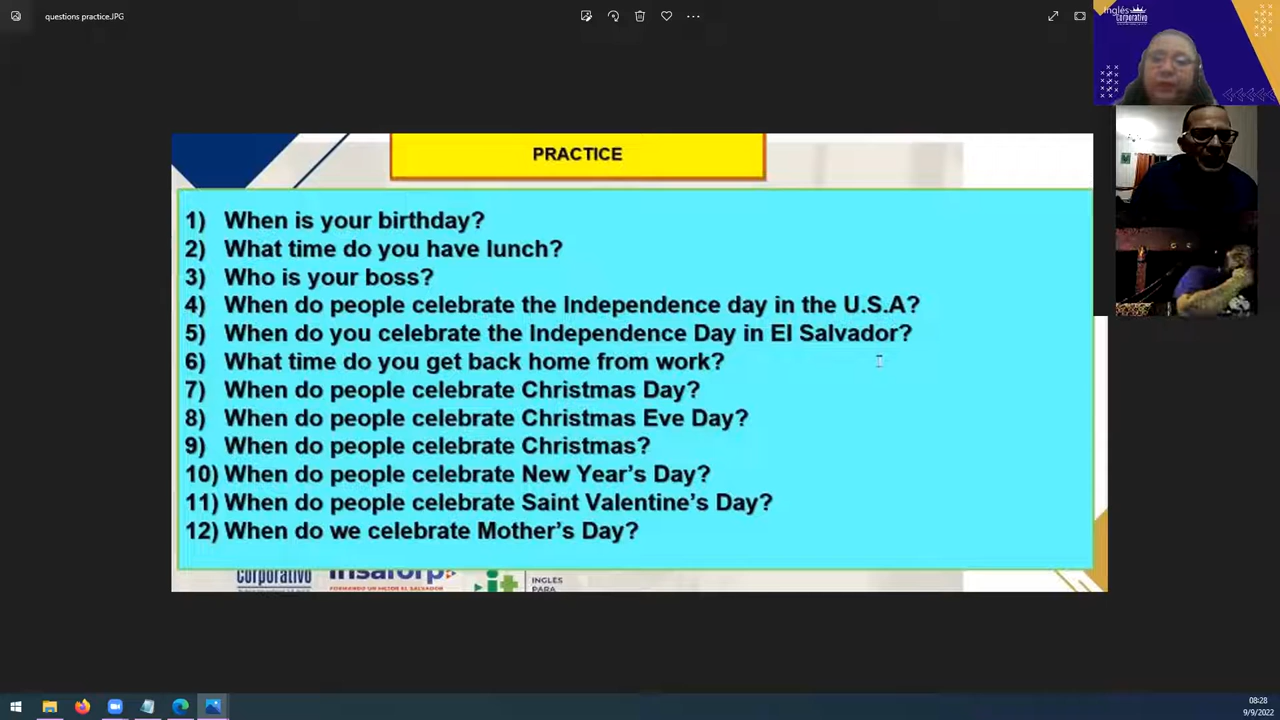 questions practice.JPG
Inglés
corporativo
PRACTICE
1) When is your birthday?
2) What time do you have lunch?
3) Who is your boss?
4) When do people celebrate the Independence day in the U.S.A?
5) When do you celebrate the Independence Day in El Salvador?
6) What time do you get back home from work?
7) When do people celebrate Christmas Day?
8) When do people celebrate Christmas Eve Day?
9) When do people celebrate Christmas?
10) When do people celebrate New Year's Day?
11) When do people celebrate Saint Valentine's Day?
12) When do we celebrate Mother's Day?
corporativo
insaforp
INGLÉS
PARA
08:28
9/9/2022